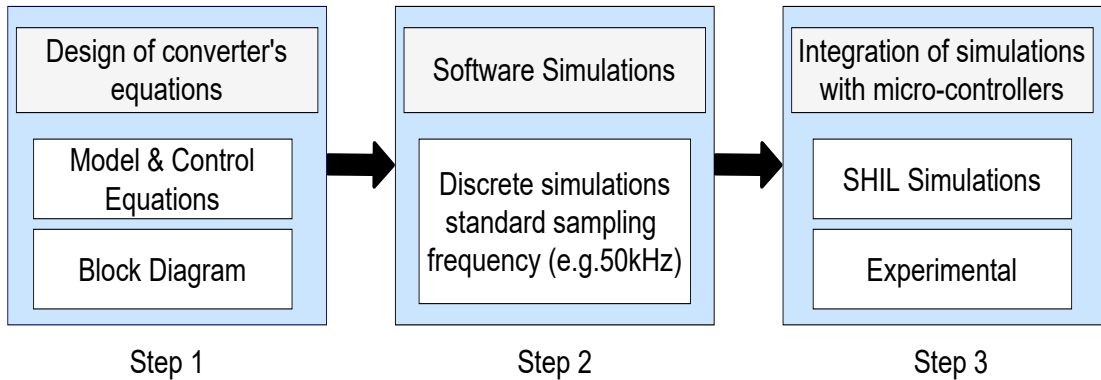 Design of converter's
equations
Model & Control
Equations
Block Diagram
Step 1
Software Simulations
Discrete simulations
standard sampling
frequency (e.g.50kHz)
Step 2
Integration of simulations
with micro-controllers
SHIL Simulations
Experimental
Step 3